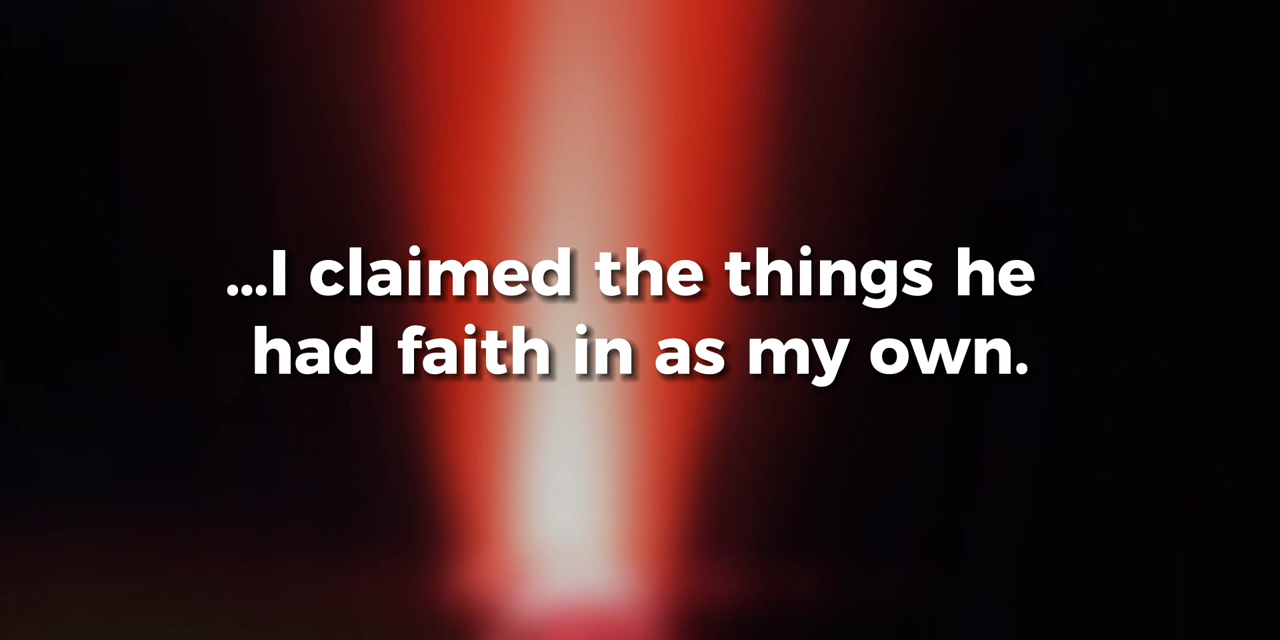 ...I claimed the things he
had faith in as my own.